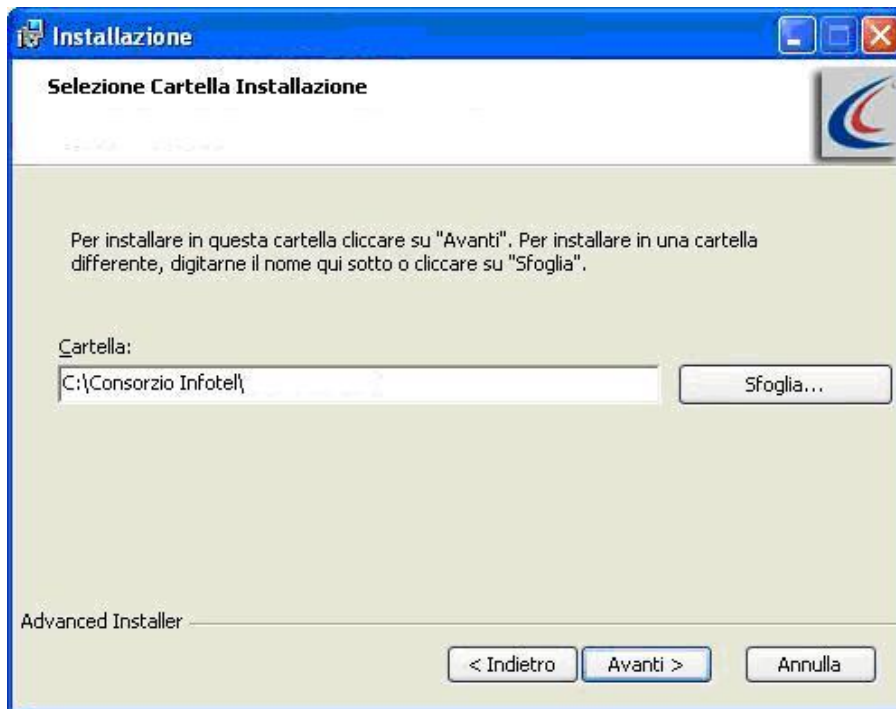 Installazione
Selezione Cartella Installazione
Per installare in questa cartella cliccare su "Avanti". Per installare in una cartella
differente, digitarne il nome qui sotto o cliccare su "Sfoglia".
Cartella:
C:\Consorzio Infotel\
Sfoglia...
Advanced Installer
< Indietro
Avanti >
Annulla